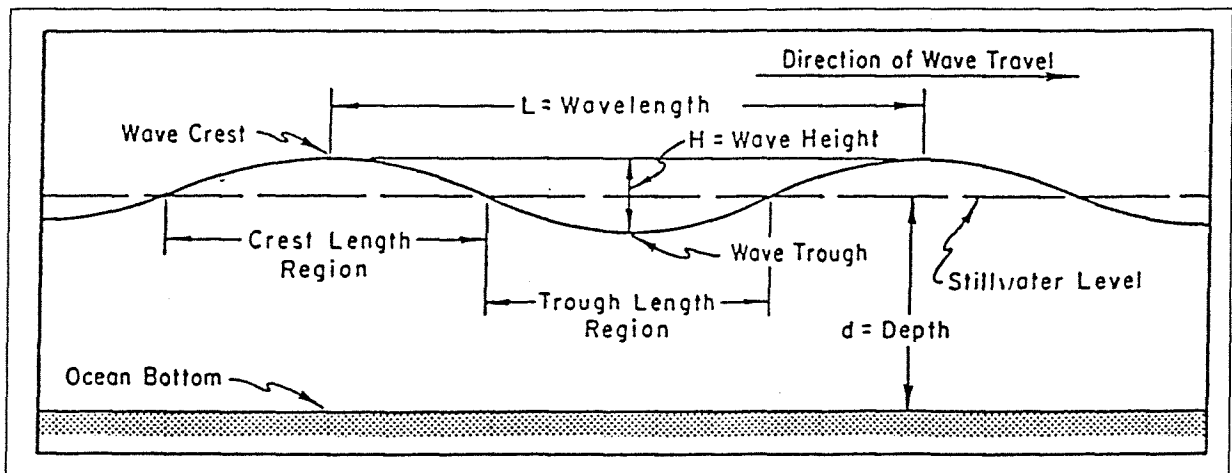 Direction of Wave Travel
L = Wavelength
Wave Crest
H = Wave Height
Crest Length
Region
Wave Trough
Stillwater Level
Trough Length
Region
d = Depth
Ocean Bottom